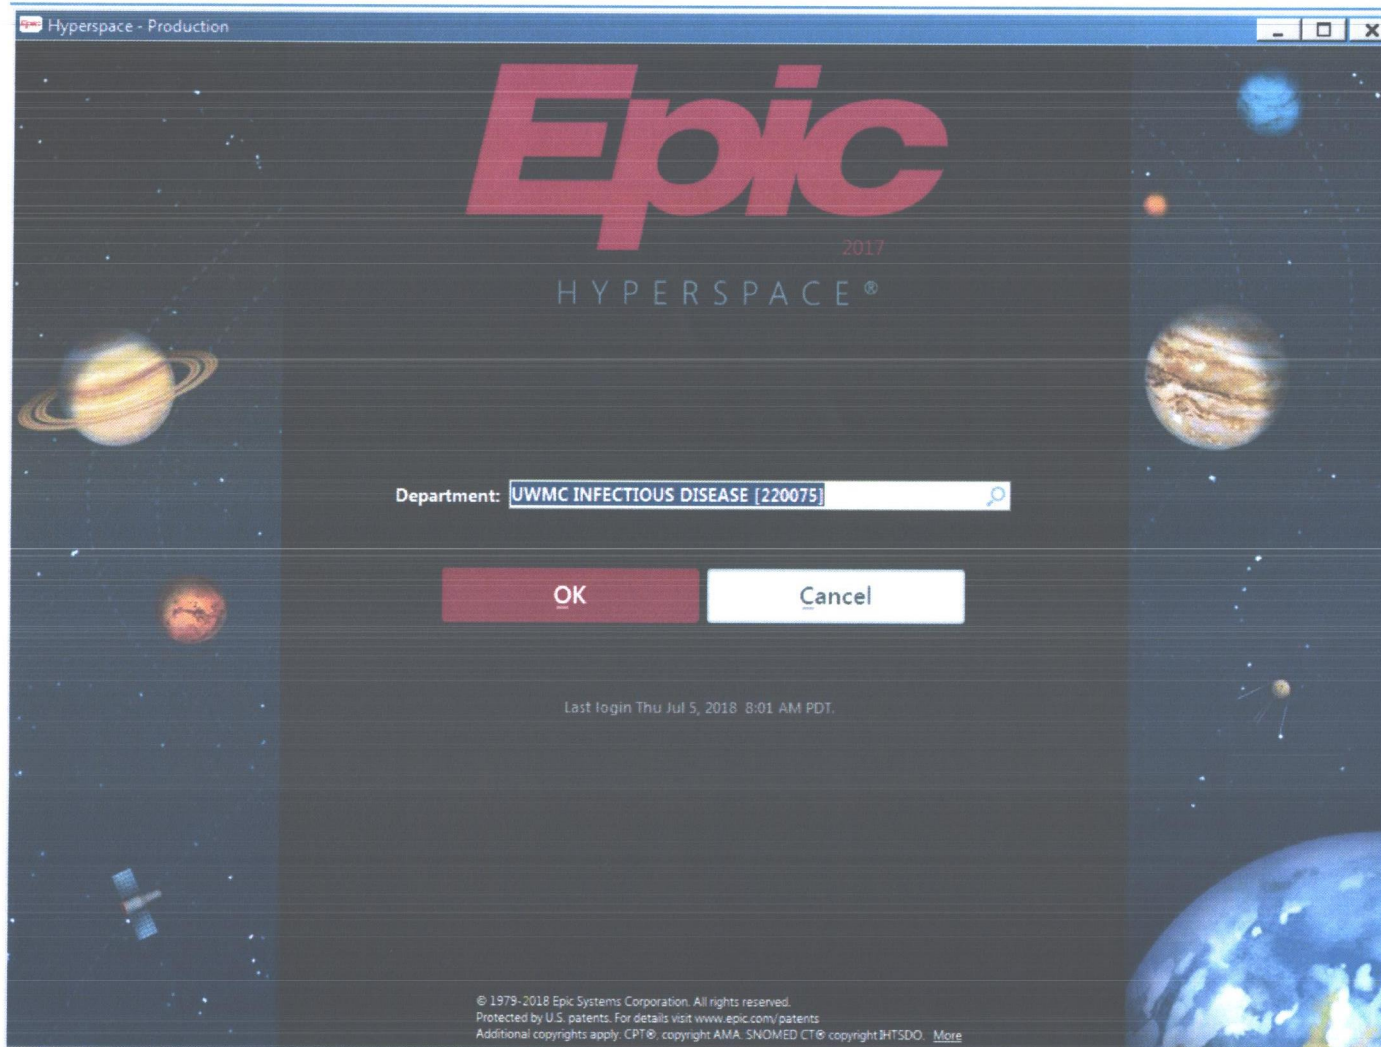 Epic Hyperspace - Production
Epic
2017
HYPERSPACE®
Department: UWMC INFECTIOUS DISEASE [220075]
OK Cancel
Last login Thu Jul 5, 2018 8:01 AM PDT.
© 1979-2018 Epic Systems Corporation. All rights reserved.
Protected by U.S. patents. For details visit www.epic.com/patents
Additional copyrights apply. CPT®, copyright AMA. SNOMED CT® copyright IHTSDO. More